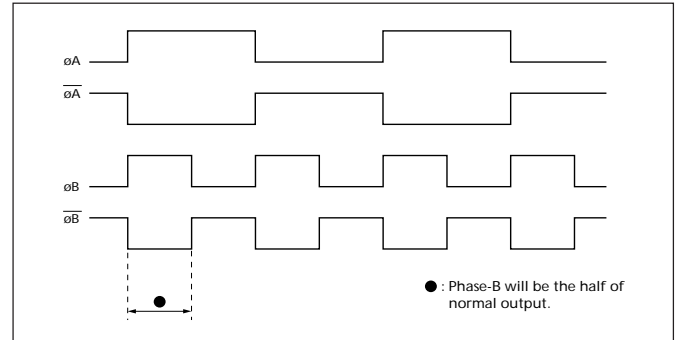 øA
øA̅
øB
øB̅
●
● : Phase-B will be the half of
normal output.